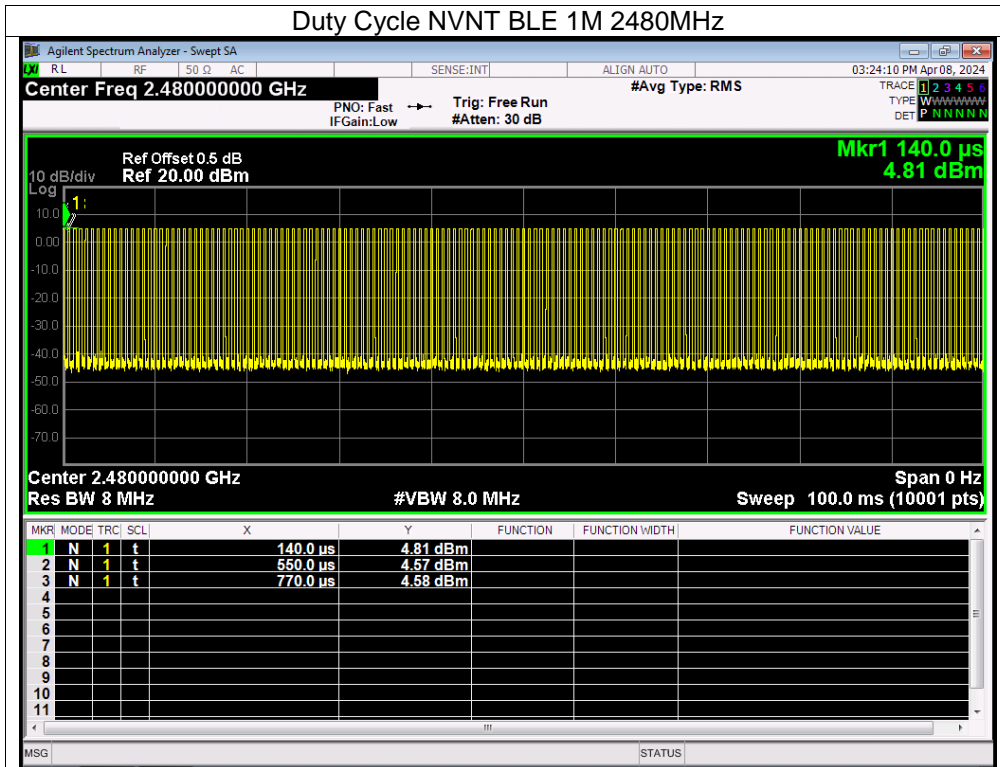 Duty Cycle NVNT BLE 1M 2480MHz
Agilent Spectrum Analyzer - Swept SA
LXI RL RF 50 Ω AC SENSE:INT ALIGN AUTO 03:24:10 PM Apr 08, 2024
Center Freq 2.480000000 GHz #Avg Type: RMS TRACE 1 2 3 4 5 6
PNO: Fast Trig: Free Run TYPE WWWWWW
IFGain:Low #Atten: 30 dB DET P N N N N N
Mkr1 140.0 µs
Ref Offset 0.5 dB
10 dB/div Ref 20.00 dBm 4.81 dBm
Log
1
10.0
0.00
-10.0
-20.0
-30.0
-40.0
-50.0
-60.0
-70.0
Center 2.480000000 GHz Span 0 Hz
Res BW 8 MHz #VBW 8.0 MHz Sweep 100.0 ms (10001 pts)
MKR MODE TRC SCL X Y FUNCTION FUNCTION WIDTH FUNCTION VALUE
1 N 1 t 140.0 µs 4.81 dBm
2 N 1 t 550.0 µs 4.57 dBm
3 N 1 t 770.0 µs 4.58 dBm
4
5
6
7
8
9
10
11
MSG STATUS